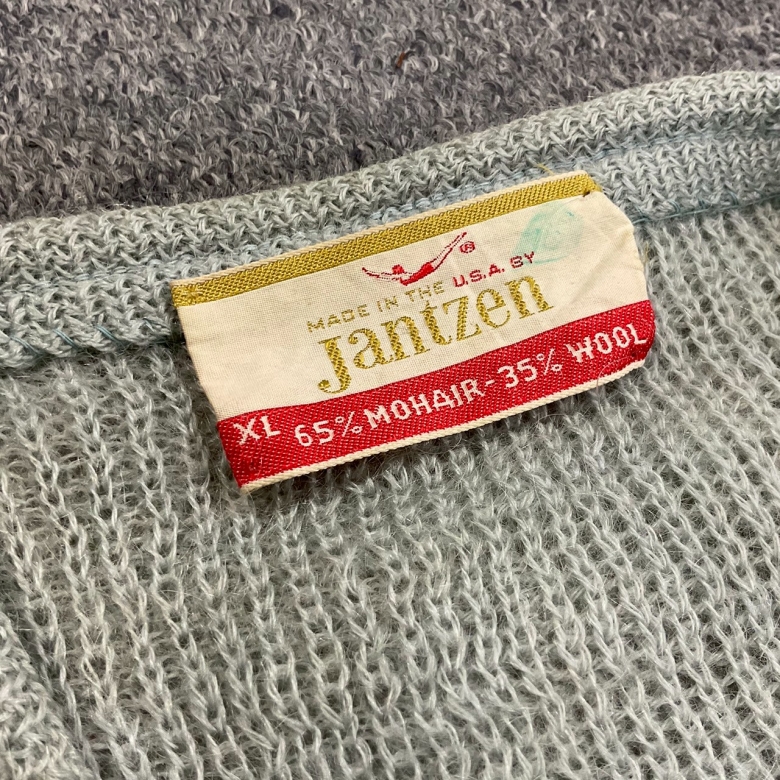 ®
MADE IN THE U.S.A. BY
Jantzen
XL 65% MOHAIR-35% WOOL